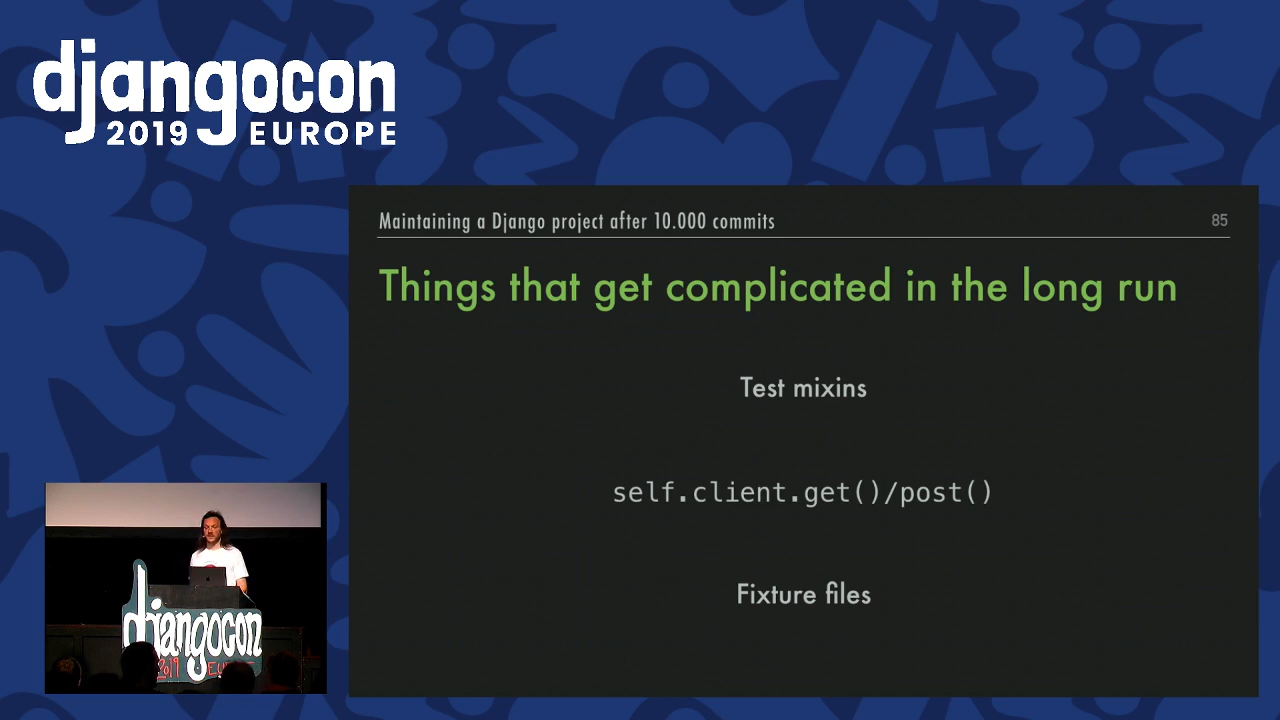 djangocon
2019 EUROPE
Maintaining a Django project after 10.000 commits
85
Things that get complicated in the long run
Test mixins
self.client.get()/post()
Fixture files
djangocon
2019